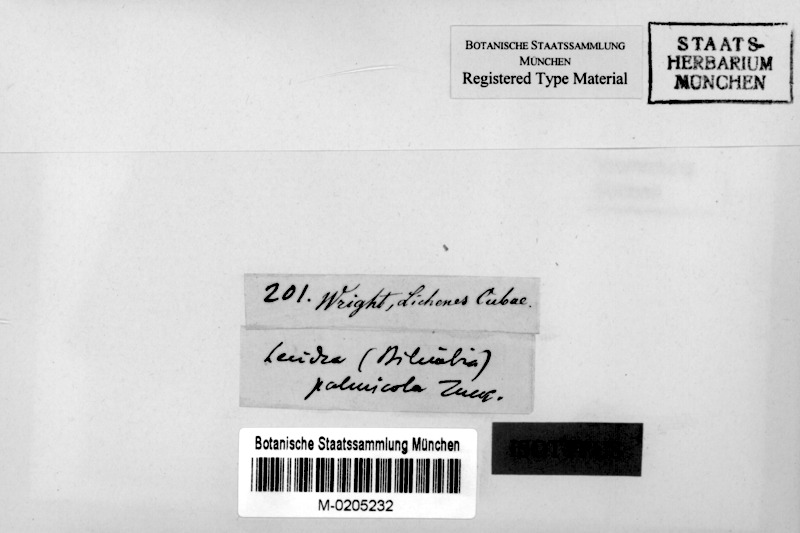 BOTANISCHE STAATSSAMMLUNG
MÜNCHEN
Registered Type Material
STAATS-
HERBARIUM
MÜNCHEN
201. Wright, Lichenes Cubae.
Lecidea (Bilimbia)
palmicola Tuck.
Botanische Staatssammlung München
M-0205232